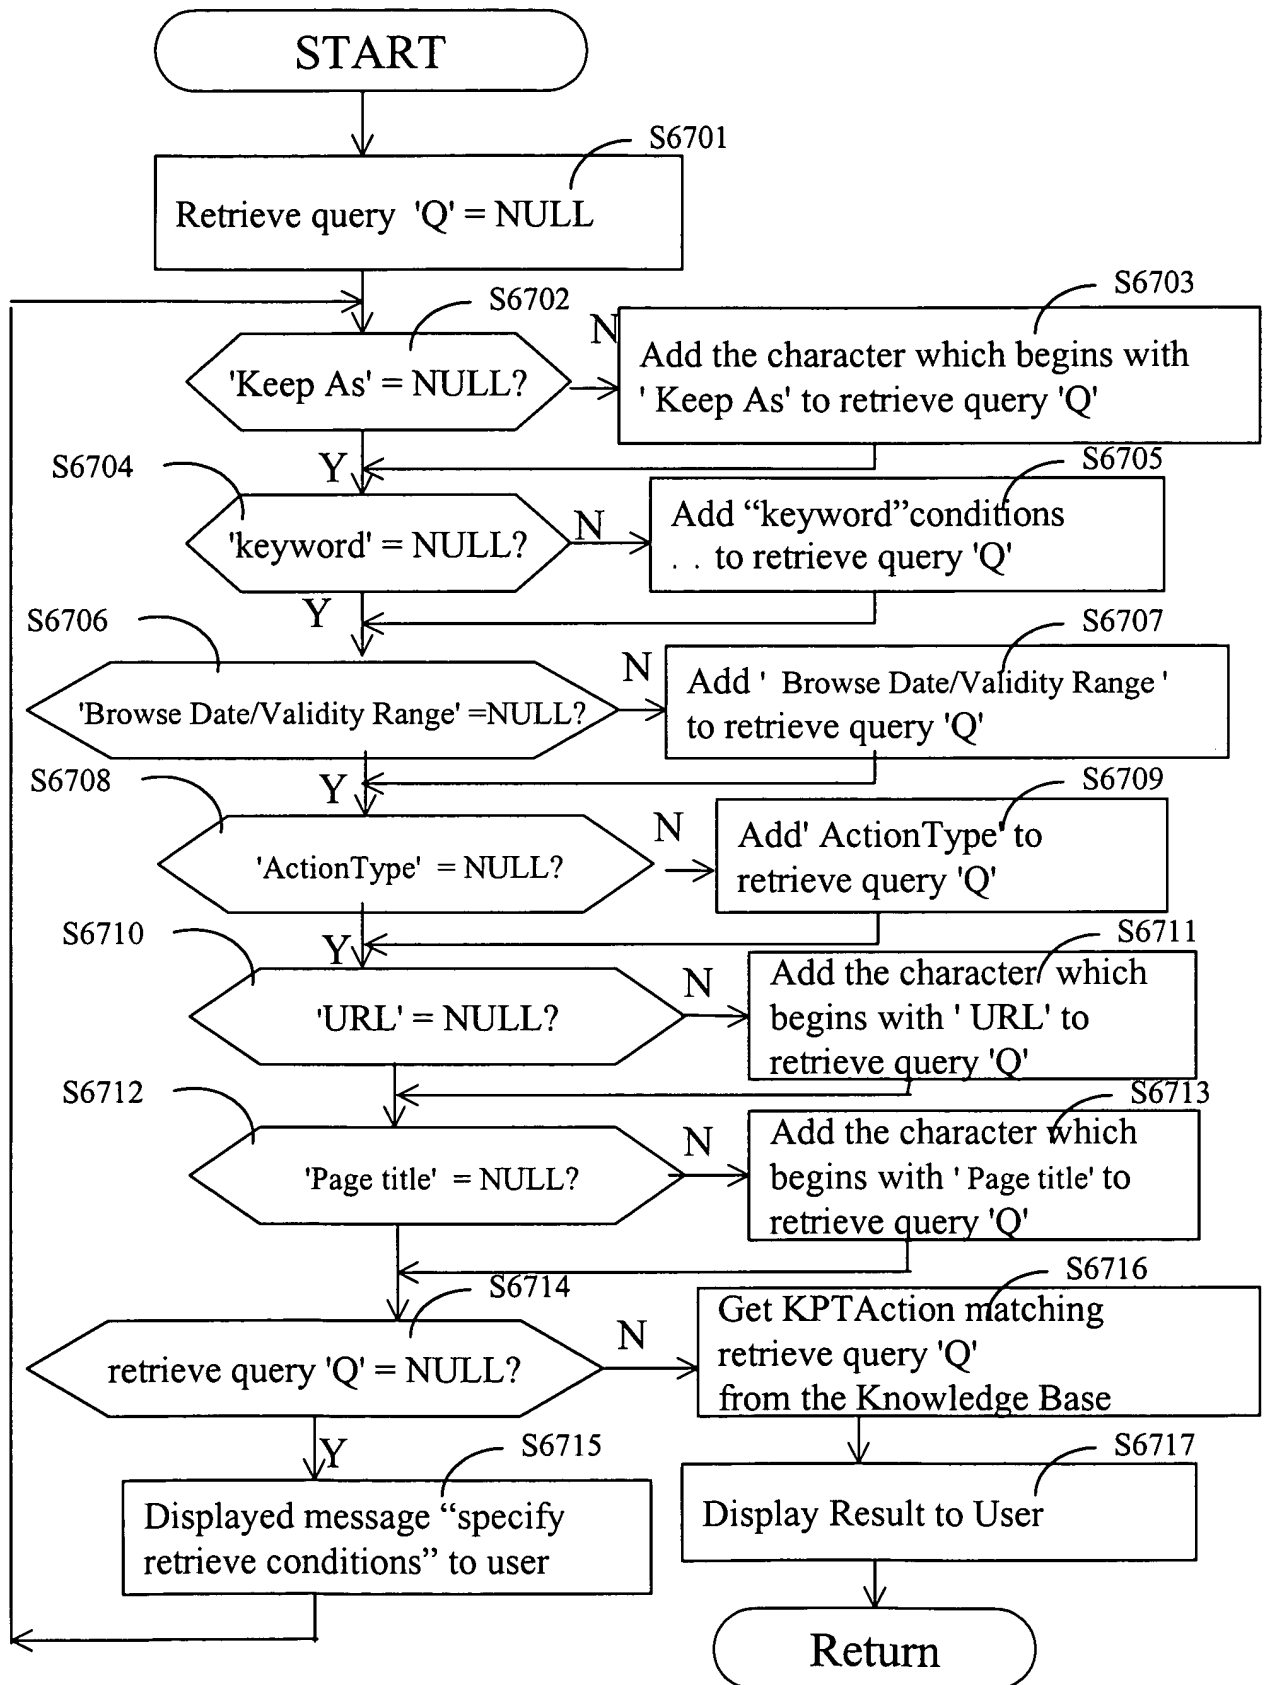 START
S6701
Retrieve query 'Q' = NULL
S6702
S6703
'Keep As' = NULL?
N
Add the character which begins with
' Keep As' to retrieve query 'Q'
Y
S6704
S6705
'keyword' = NULL?
N
Add “keyword”conditions
. . to retrieve query 'Q'
Y
S6706
S6707
'Browse Date/Validity Range' =NULL?
N
Add ' Browse Date/Validity Range '
to retrieve query 'Q'
Y
S6708
S6709
'ActionType' = NULL?
N
Add' ActionType' to
retrieve query 'Q'
Y
S6710
S6711
'URL' = NULL?
N
Add the character which
begins with ' URL' to
retrieve query 'Q'
S6712
S6713
'Page title' = NULL?
N
Add the character which
begins with ' Page title' to
retrieve query 'Q'
S6714
S6716
retrieve query 'Q' = NULL?
N
Get KPTAction matching
retrieve query 'Q'
from the Knowledge Base
Y
S6715
S6717
Displayed message “specify
retrieve conditions” to user
Display Result to User
Return